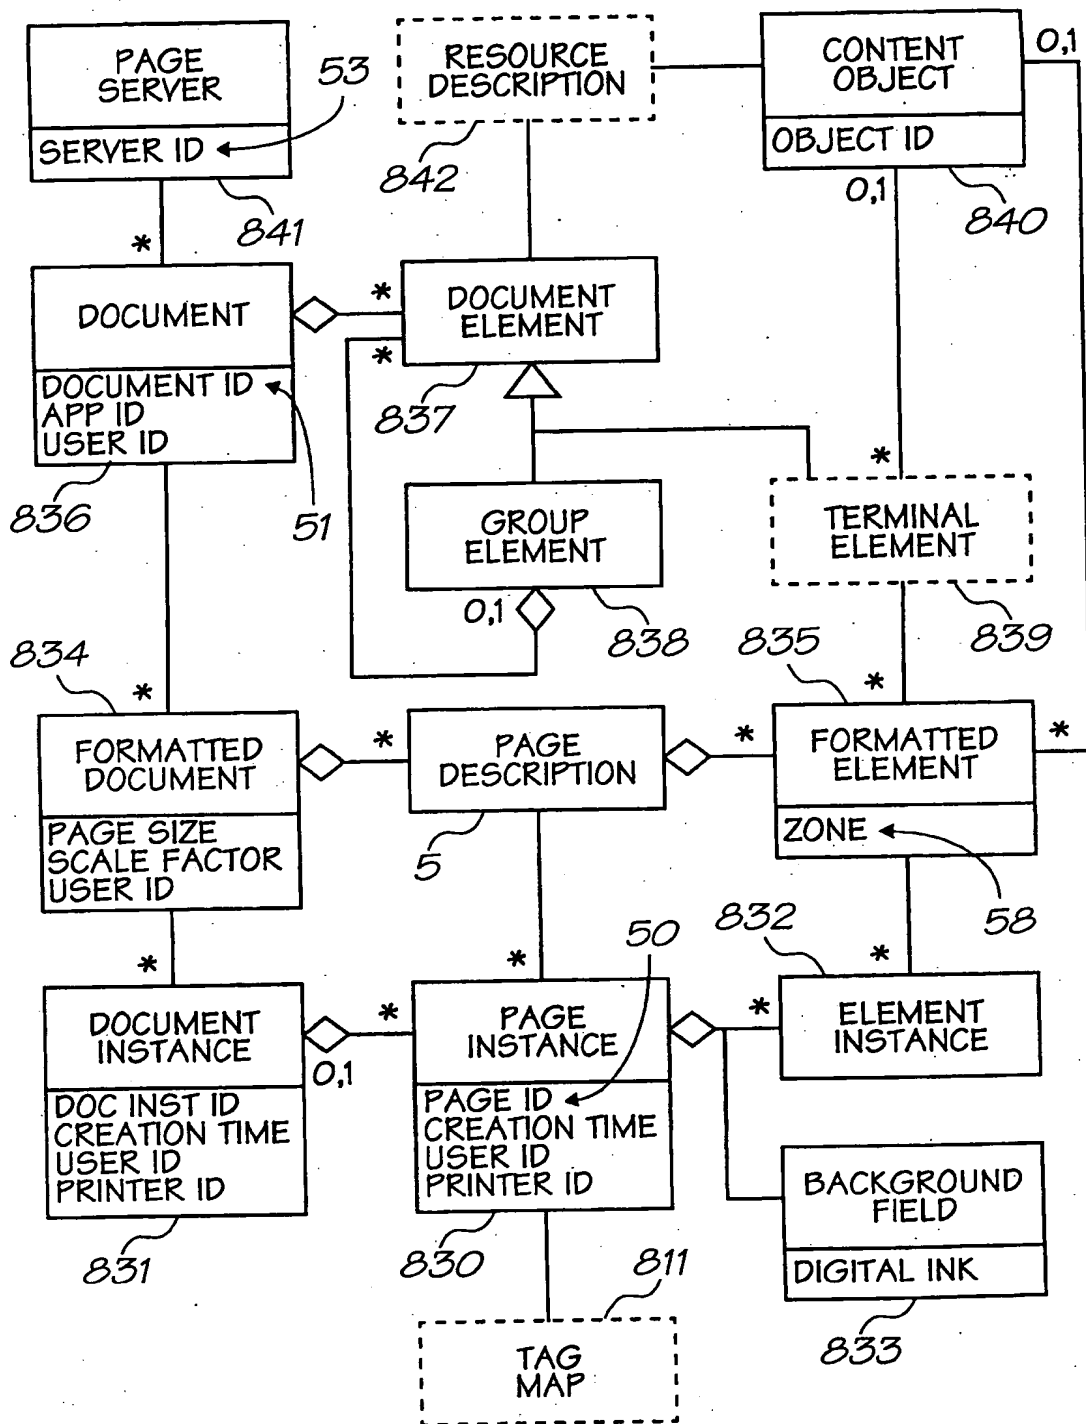 PAGE
SERVER
SERVER ID
53
841
RESOURCE
DESCRIPTION
842
CONTENT
OBJECT
OBJECT ID
0,1
0,1
840
*
DOCUMENT
DOCUMENT ID
APP ID
USER ID
836
51
*
*
DOCUMENT
ELEMENT
837
GROUP
ELEMENT
0,1
838
*
TERMINAL
ELEMENT
839
834
*
FORMATTED
DOCUMENT
PAGE SIZE
SCALE FACTOR
USER ID
*
PAGE
DESCRIPTION
5
835
*
*
FORMATTED
ELEMENT
*
ZONE
58
*
DOCUMENT
INSTANCE
0,1
DOC INST ID
CREATION TIME
USER ID
PRINTER ID
831
*
*
50
PAGE
INSTANCE
PAGE ID
CREATION TIME
USER ID
PRINTER ID
830
832
*
*
ELEMENT
INSTANCE
BACKGROUND
FIELD
DIGITAL INK
833
811
TAG
MAP